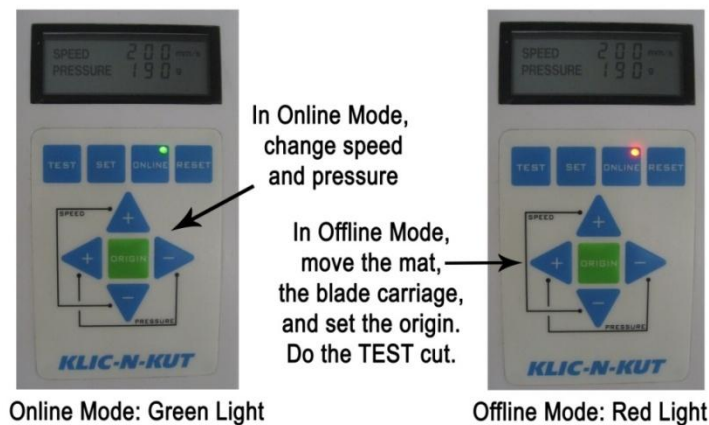 SPEED 200 mm/s
PRESSURE 190 g
TEST SET ONLINE RESET
SPEED
+
+ ORIGIN -
-
PRESSURE
KLIC-N-KUT
Online Mode: Green Light
In Online Mode,
change speed
and pressure
In Offline Mode,
move the mat,
the blade carriage,
and set the origin.
Do the TEST cut.
SPEED 200 mm/s
PRESSURE 190 g
TEST SET ONLINE RESET
SPEED
+
+ ORIGIN -
-
PRESSURE
KLIC-N-KUT
Offline Mode: Red Light